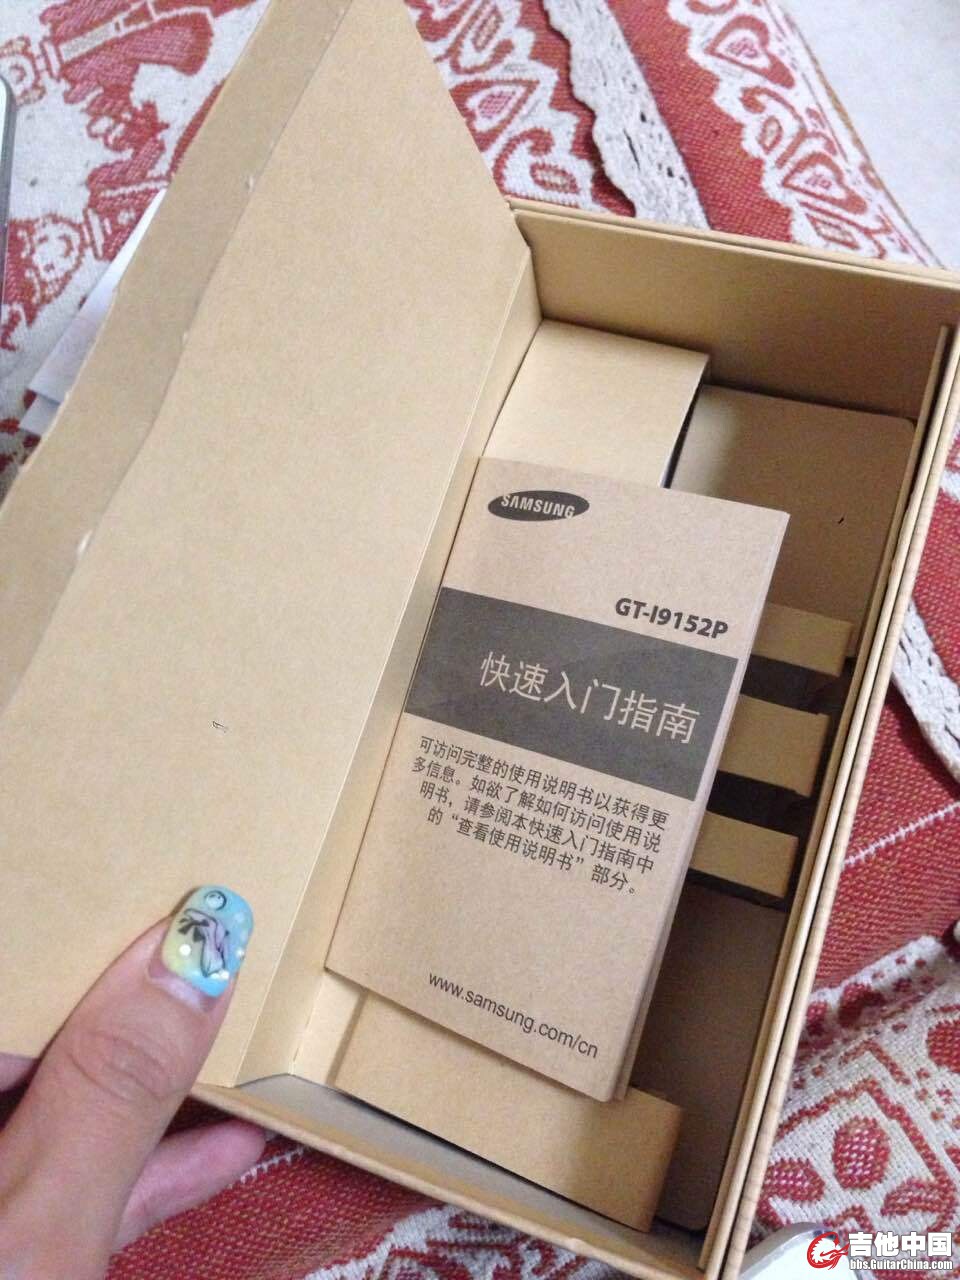 SAMSUNG
GT-I9152P
快速入门指南
可访问完整的使用说明书以获得更
多信息。如欲了解如何访问使用说
明书，请参阅本快速入门指南中
的“查看使用说明书”部分。
www.samsung.com/cn
吉他中国
bbs.GuitarChina.com